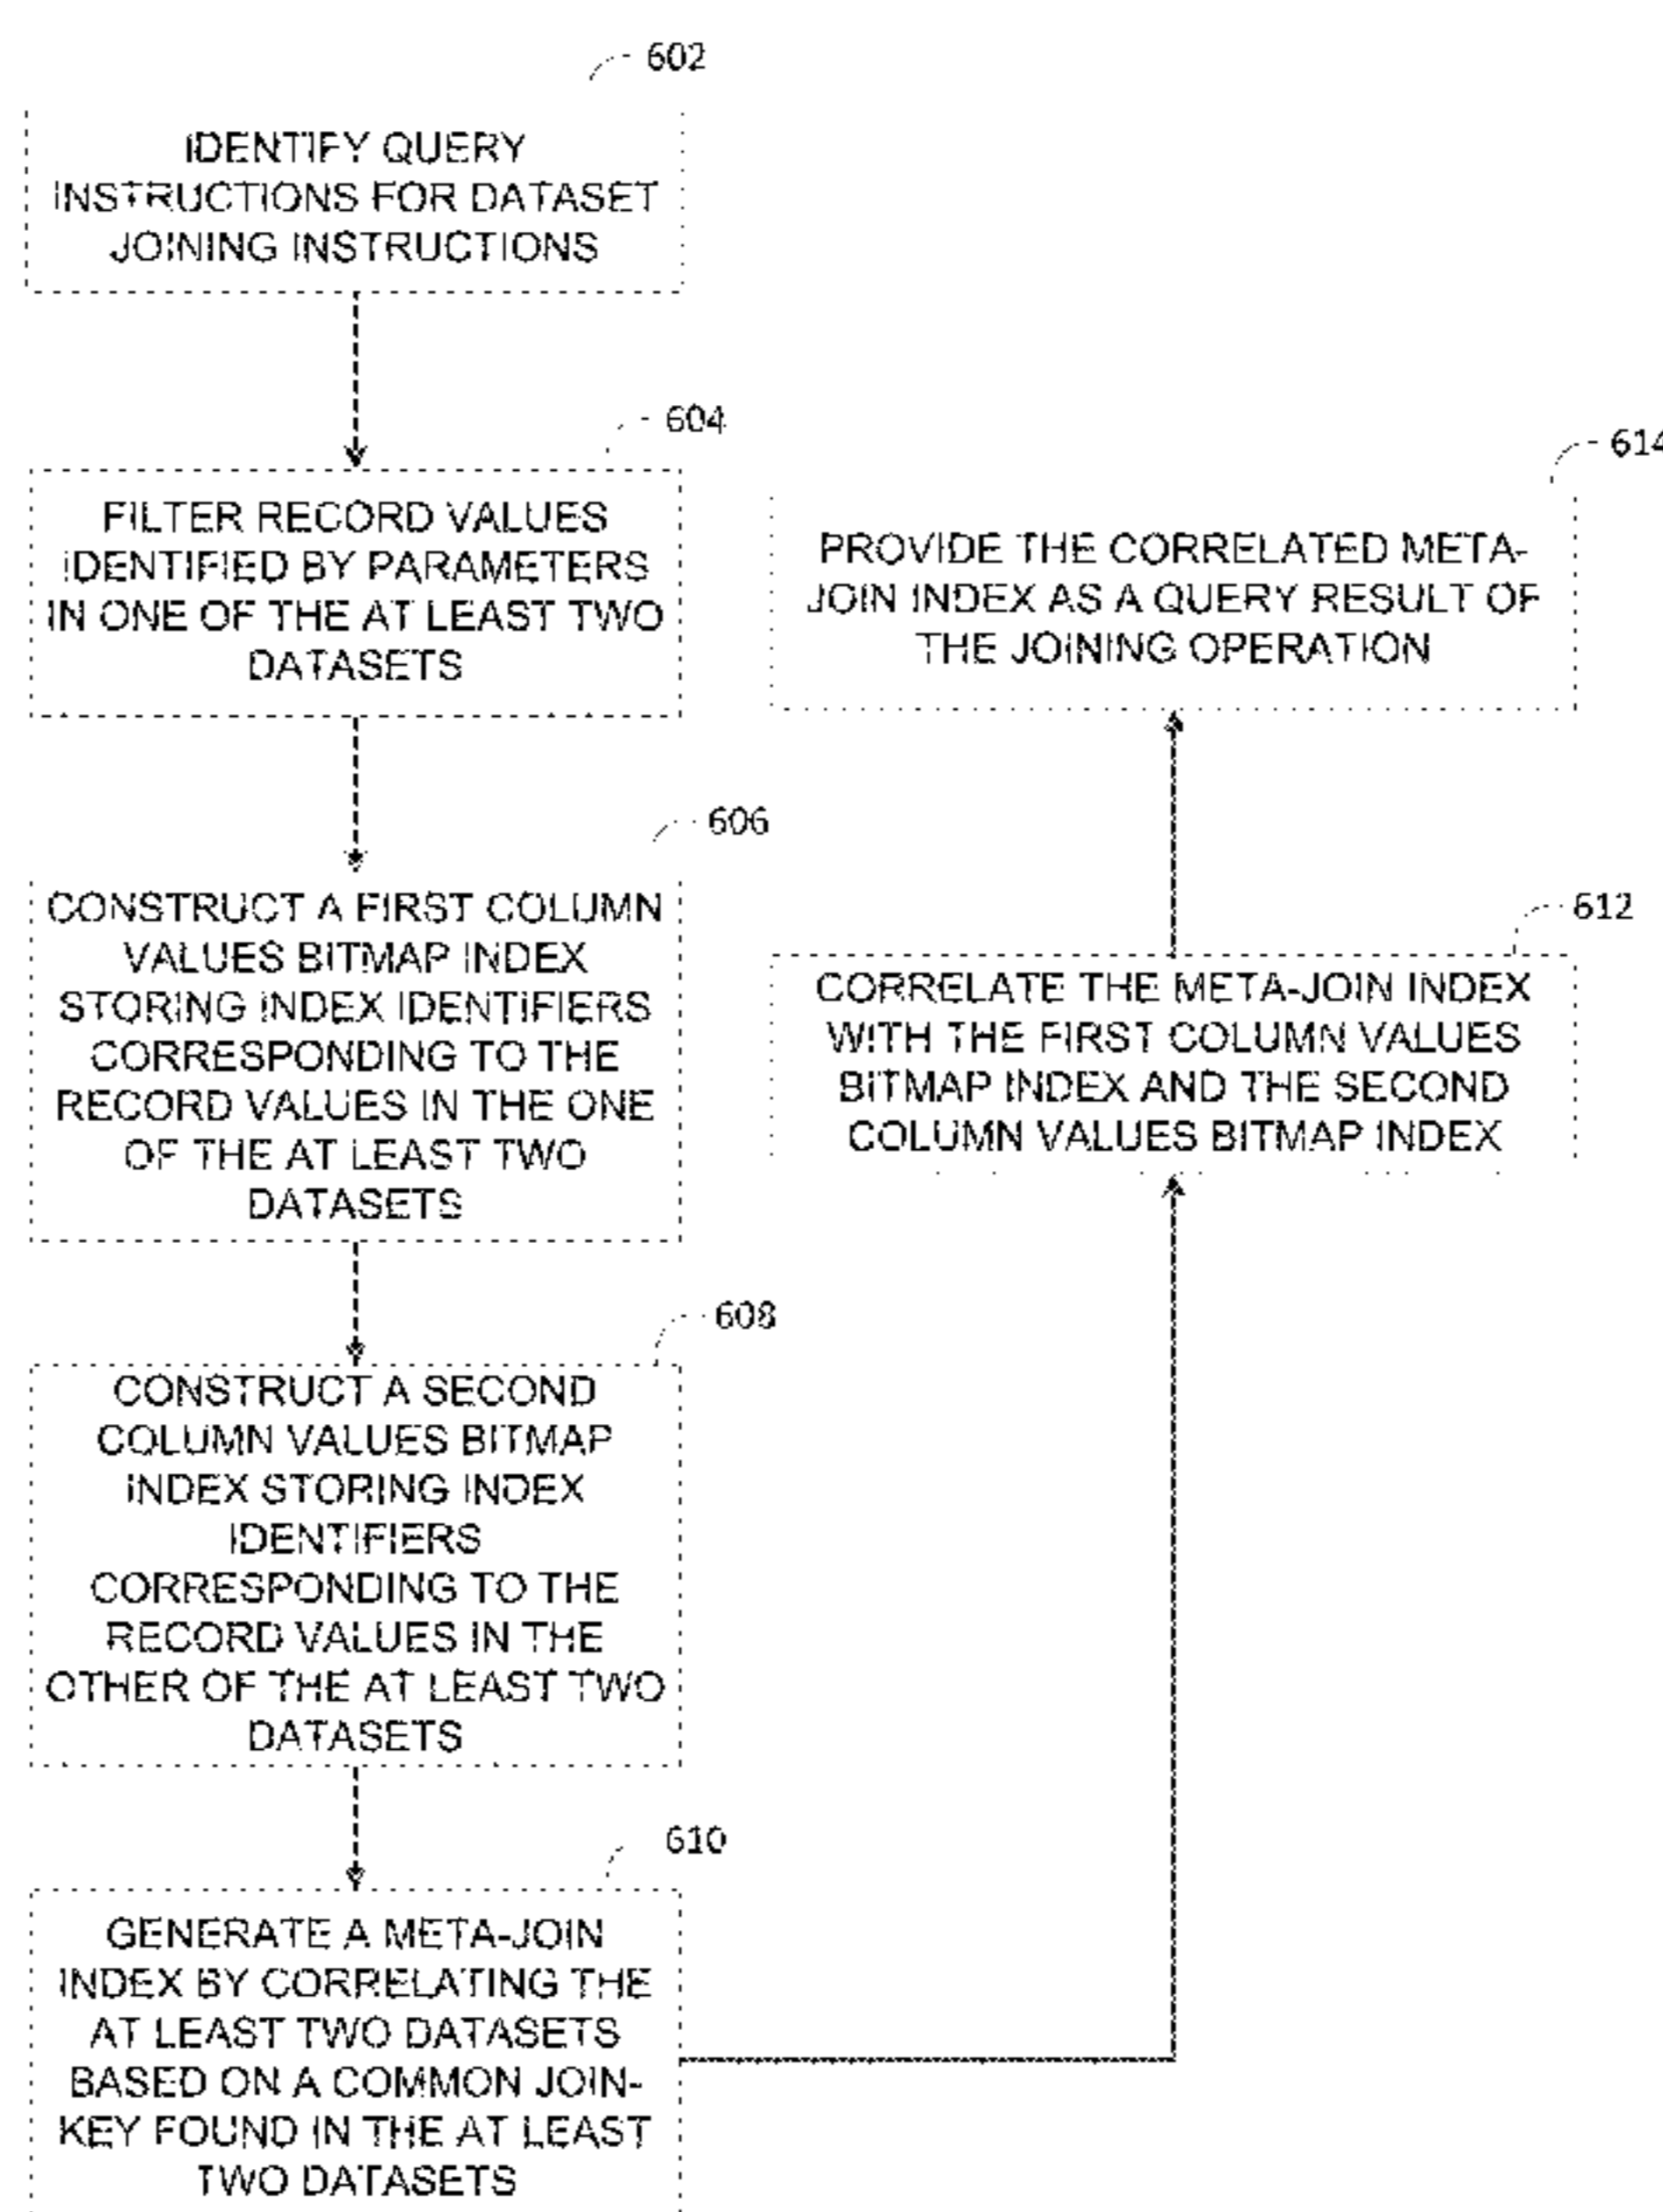 602
IDENTIFY QUERY
INSTRUCTIONS FOR DATASET
JOINING INSTRUCTIONS
604
FILTER RECORD VALUES
IDENTIFIED BY PARAMETERS
IN ONE OF THE AT LEAST TWO
DATASETS
606
CONSTRUCT A FIRST COLUMN
VALUES BITMAP INDEX
STORING INDEX IDENTIFIERS
CORRESPONDING TO THE
RECORD VALUES IN THE ONE
OF THE AT LEAST TWO
DATASETS
608
CONSTRUCT A SECOND
COLUMN VALUES BITMAP
INDEX STORING INDEX
IDENTIFIERS
CORRESPONDING TO THE
RECORD VALUES IN THE
OTHER OF THE AT LEAST TWO
DATASETS
610
GENERATE A META-JOIN
INDEX BY CORRELATING THE
AT LEAST TWO DATASETS
BASED ON A COMMON JOIN-
KEY FOUND IN THE AT LEAST
TWO DATASETS
612
CORRELATE THE META-JOIN INDEX
WITH THE FIRST COLUMN VALUES
BITMAP INDEX AND THE SECOND
COLUMN VALUES BITMAP INDEX
614
PROVIDE THE CORRELATED META-
JOIN INDEX AS A QUERY RESULT OF
THE JOINING OPERATION